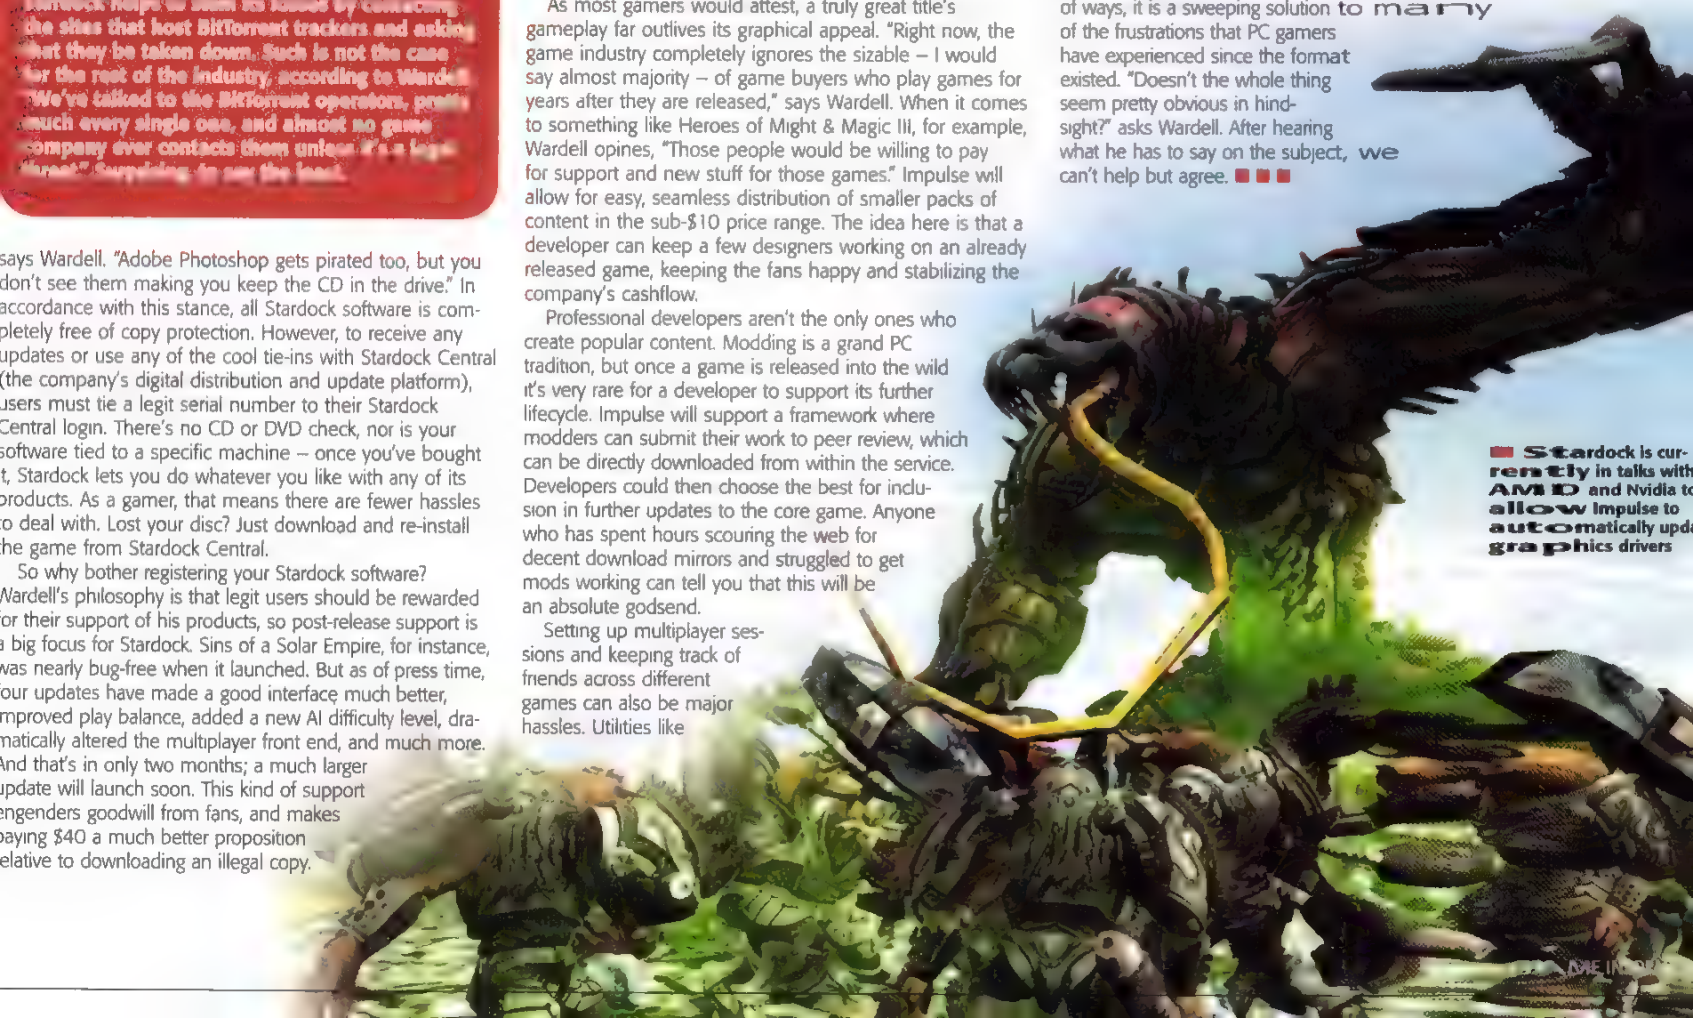 the sites that host BitTorrent trackers and asking
that they be taken down. Such is not the case
for the rest of the industry, according to Wardell.
"We've talked to the BitTorrent operators, pretty
much every single one, and almost no game
company ever contacts them unless it's a legal
threat." Surprising, to say the least.
says Wardell. "Adobe Photoshop gets pirated too, but you
don't see them making you keep the CD in the drive." In
accordance with this stance, all Stardock software is com-
pletely free of copy protection. However, to receive any
updates or use any of the cool tie-ins with Stardock Central
(the company's digital distribution and update platform),
users must tie a legit serial number to their Stardock
Central login. There's no CD or DVD check, nor is your
software tied to a specific machine – once you've bought
it, Stardock lets you do whatever you like with any of its
products. As a gamer, that means there are fewer hassles
to deal with. Lost your disc? Just download and re-install
the game from Stardock Central.
So why bother registering your Stardock software?
Wardell's philosophy is that legit users should be rewarded
for their support of his products, so post-release support is
a big focus for Stardock. Sins of a Solar Empire, for instance,
was nearly bug-free when it launched. But as of press time,
four updates have made a good interface much better,
improved play balance, added a new AI difficulty level, dra-
matically altered the multiplayer front end, and much more.
And that's in only two months; a much larger
update will launch soon. This kind of support
engenders goodwill from fans, and makes
paying $40 a much better proposition
relative to downloading an illegal copy.
As most gamers would attest, a truly great title's
gameplay far outlives its graphical appeal. "Right now, the
game industry completely ignores the sizable – I would
say almost majority – of game buyers who play games for
years after they are released," says Wardell. When it comes
to something like Heroes of Might & Magic III, for example,
Wardell opines, "Those people would be willing to pay
for support and new stuff for those games." Impulse will
allow for easy, seamless distribution of smaller packs of
content in the sub-$10 price range. The idea here is that a
developer can keep a few designers working on an already
released game, keeping the fans happy and stabilizing the
company's cashflow.
Professional developers aren't the only ones who
create popular content. Modding is a grand PC
tradition, but once a game is released into the wild
it's very rare for a developer to support its further
lifecycle. Impulse will support a framework where
modders can submit their work to peer review, which
can be directly downloaded from within the service.
Developers could then choose the best for inclu-
sion in further updates to the core game. Anyone
who has spent hours scouring the web for
decent download mirrors and struggled to get
mods working can tell you that this will be
an absolute godsend.
Setting up multiplayer ses-
sions and keeping track of
friends across different
games can also be major
hassles. Utilities like
of ways, it is a sweeping solution to many
of the frustrations that PC gamers
have experienced since the format
existed. "Doesn't the whole thing
seem pretty obvious in hind-
sight?" asks Wardell. After hearing
what he has to say on the subject, we
can't help but agree.
Stardock is cur-
rently in talks with
AMD and Nvidia to
allow Impulse to
automatically upda
graphics drivers